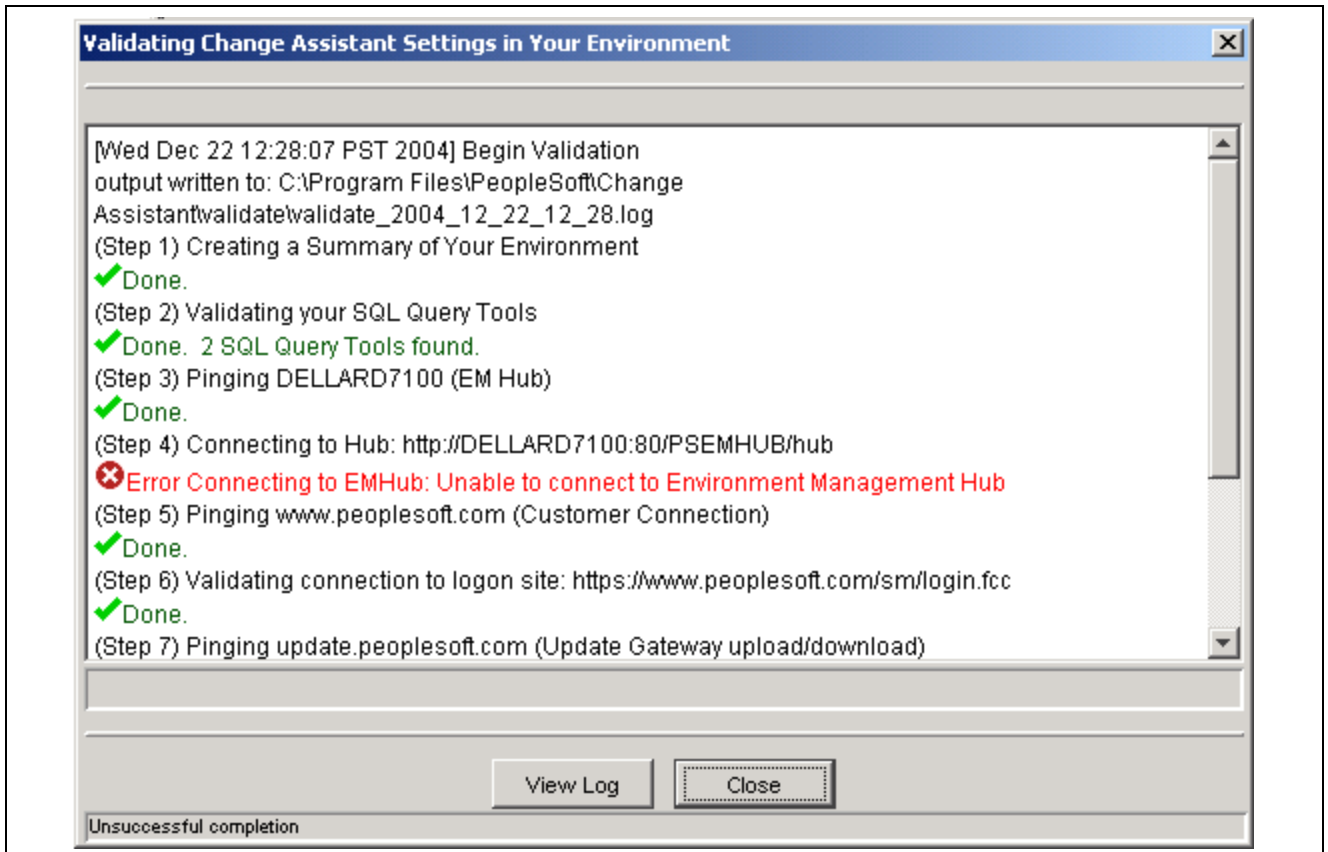 Validating Change Assistant Settings in Your Environment
[Wed Dec 22 12:28:07 PST 2004] Begin Validation
output written to: C:\Program Files\PeopleSoft\Change
Assistant\validate\validate_2004_12_22_12_28.log
(Step 1) Creating a Summary of Your Environment
Done.
(Step 2) Validating your SQL Query Tools
Done.  2 SQL Query Tools found.
(Step 3) Pinging DELLARD7100 (EM Hub)
Done.
(Step 4) Connecting to Hub: http://DELLARD7100:80/PSEMHUB/hub
Error Connecting to EMHub: Unable to connect to Environment Management Hub
(Step 5) Pinging www.peoplesoft.com (Customer Connection)
Done.
(Step 6) Validating connection to logon site: https://www.peoplesoft.com/sm/login.fcc
Done.
(Step 7) Pinging update.peoplesoft.com (Update Gateway upload/download)
View Log
Close
Unsuccessful completion